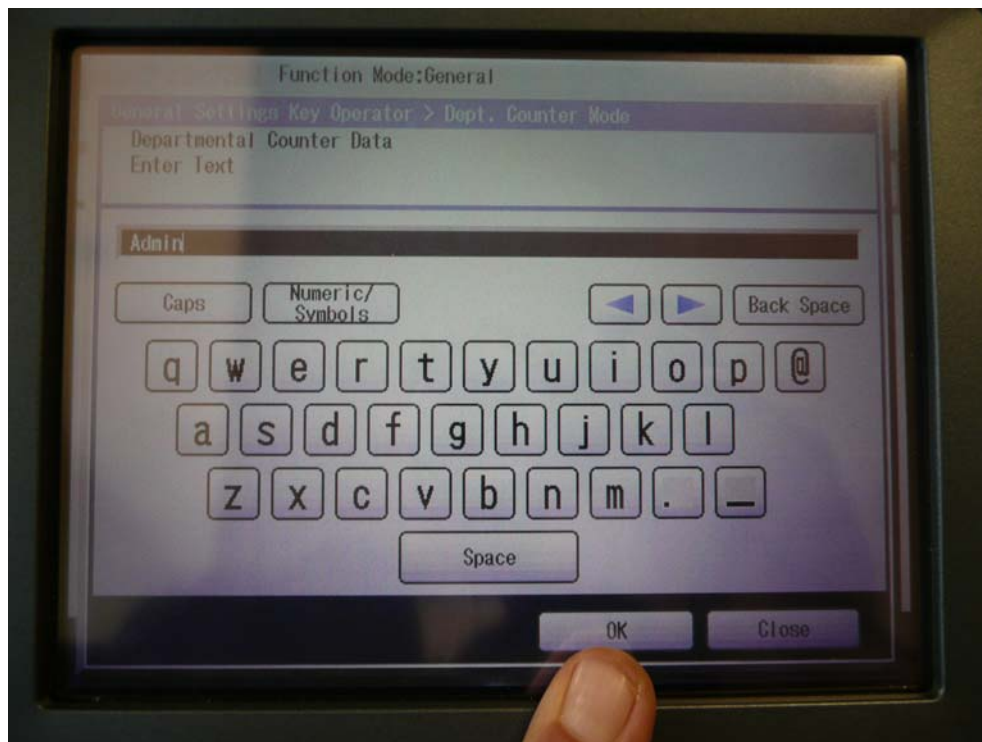 Function Mode:General
General Settings Key Operator > Dept. Counter Mode
Departmental Counter Data
Enter Text
Admin
Caps Numeric/ Symbols Back Space
q w e r t y u i o p @
a s d f g h j k l
z x c v b n m . _
Space
OK Close